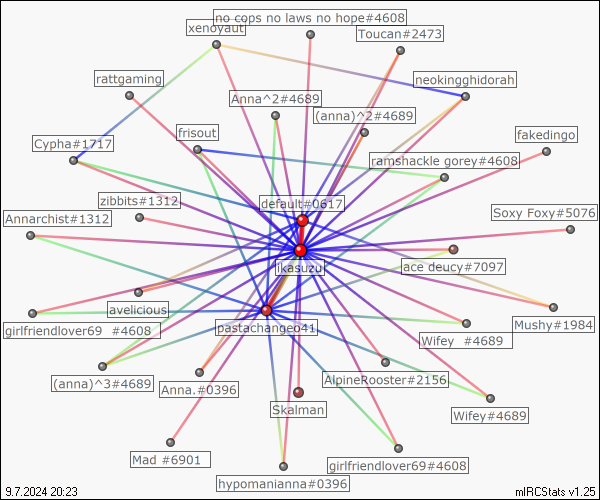 no cops no laws no hope#4608
xenoyaut
Toucan#2473
rattgaming
neokingghidorah
Anna^2#4689
(anna)^2#4689
frisout
fakedingo
Cypha#1717
ramshackle gorey#4608
zibbits#1312
default#0617
Soxy Foxy#5076
Annarchist#1312
ikasuzu
ace deucy#7097
avelicious
Mushy#1984
girlfriendlover69 #4608
pastachangeo41
Wifey #4689
(anna)^3#4689
Anna.#0396
AlpineRooster#2156
Skalman
Wifey#4689
Mad #6901
girlfriendlover69#4608
hypomanianna#0396
9.7.2024 20:23
mIRCStats v1.25